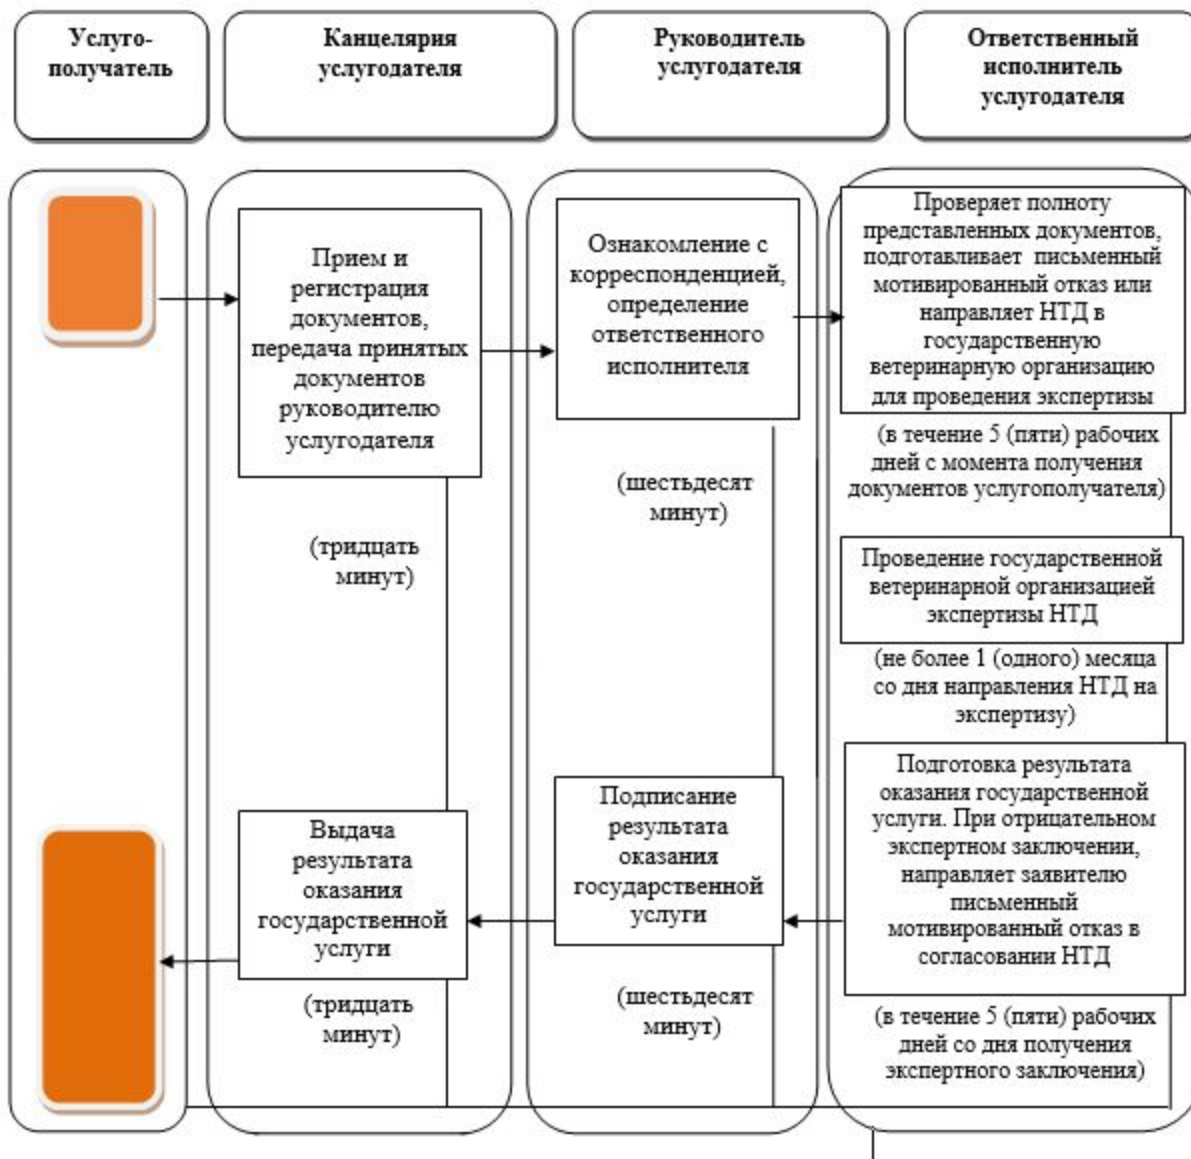 Услуго-
получатель
Канцелярия
услугодателя
Руководитель
услугодателя
Ответственный
исполнитель
услугодателя
Прием и
регистрация
документов,
передача принятых
документов
руководителю
услугодателя
(тридцать
минут)
Ознакомление с
корреспонденцией,
определение
ответственного
исполнителя
(шестьдесят
минут)
Проверяет полноту
представленных документов,
подготавливает письменный
мотивированный отказ или
направляет НТД в
государственную
ветеринарную организацию
для проведения экспертизы
(в течение 5 (пяти) рабочих
дней с момента получения
документов услугополучателя)
Проведение государственной
ветеринарной организацией
экспертизы НТД
(не более 1 (одного) месяца
со дня направления НТД на
экспертизу)
Подготовка результата
оказания государственной
услуги. При отрицательном
экспертном заключении,
направляет заявителю
письменный
мотивированный отказ в
согласовании НТД
(в течение 5 (пяти) рабочих
дней со дня получения
экспертного заключения)
Подписание
результата
оказания
государственной
услуги
(шестьдесят
минут)
Выдача
результата
оказания
государственной
услуги
(тридцать
минут)